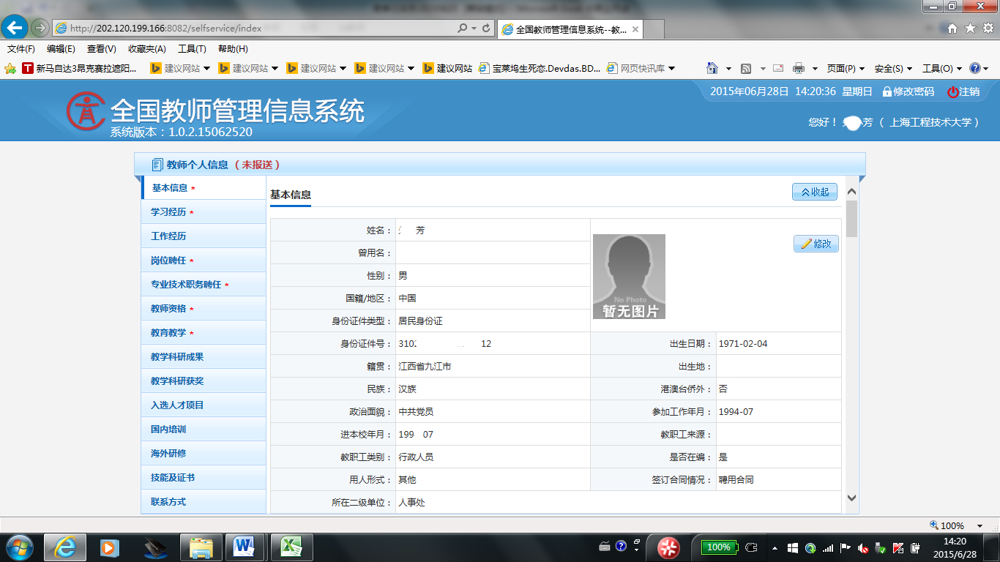 http://202.120.199.166:8082/selfservice/index
全国教师管理信息系统--教...
文件(F) 编辑(E) 查看(V) 收藏夹(A) 工具(T) 帮助(H)
新马自达3昂克赛拉遮阳... 建议网站 建议网站 建议网站 建议网站 建议网站 宝莱坞生死恋.Devdas.BD... 网页快讯库 页面(P) 安全(S) 工具(O)
2015年06月28日 14:20:36 星期日 修改密码 注销
全国教师管理信息系统
系统版本：1.0.2.15062520
您好！ 芳 （ 上海工程技术大学 ）
教师个人信息 （ 未报送 ）
基本信息 *
学习经历 *
工作经历
岗位聘任 *
专业技术职务聘任 *
教师资格 *
教育教学 *
教学科研成果
教学科研获奖
入选人才项目
国内培训
海外研修
技能及证书
联系方式
基本信息
收起
姓名： 芳
曾用名：
性别： 男
国籍/地区： 中国
身份证件类型： 居民身份证
No Photo
暂无图片
修改
身份证件号： 310 12 出生日期： 1971-02-04
籍贯： 江西省九江市 出生地：
民族： 汉族 港澳台侨外： 否
政治面貌： 中共党员 参加工作年月： 1994-07
进本校年月： 199 07 教职工来源：
教职工类别： 行政人员 是否在编： 是
用人形式： 其他 签订合同情况： 聘用合同
所在二级单位： 人事处
100%
100%
14:20
2015/6/28